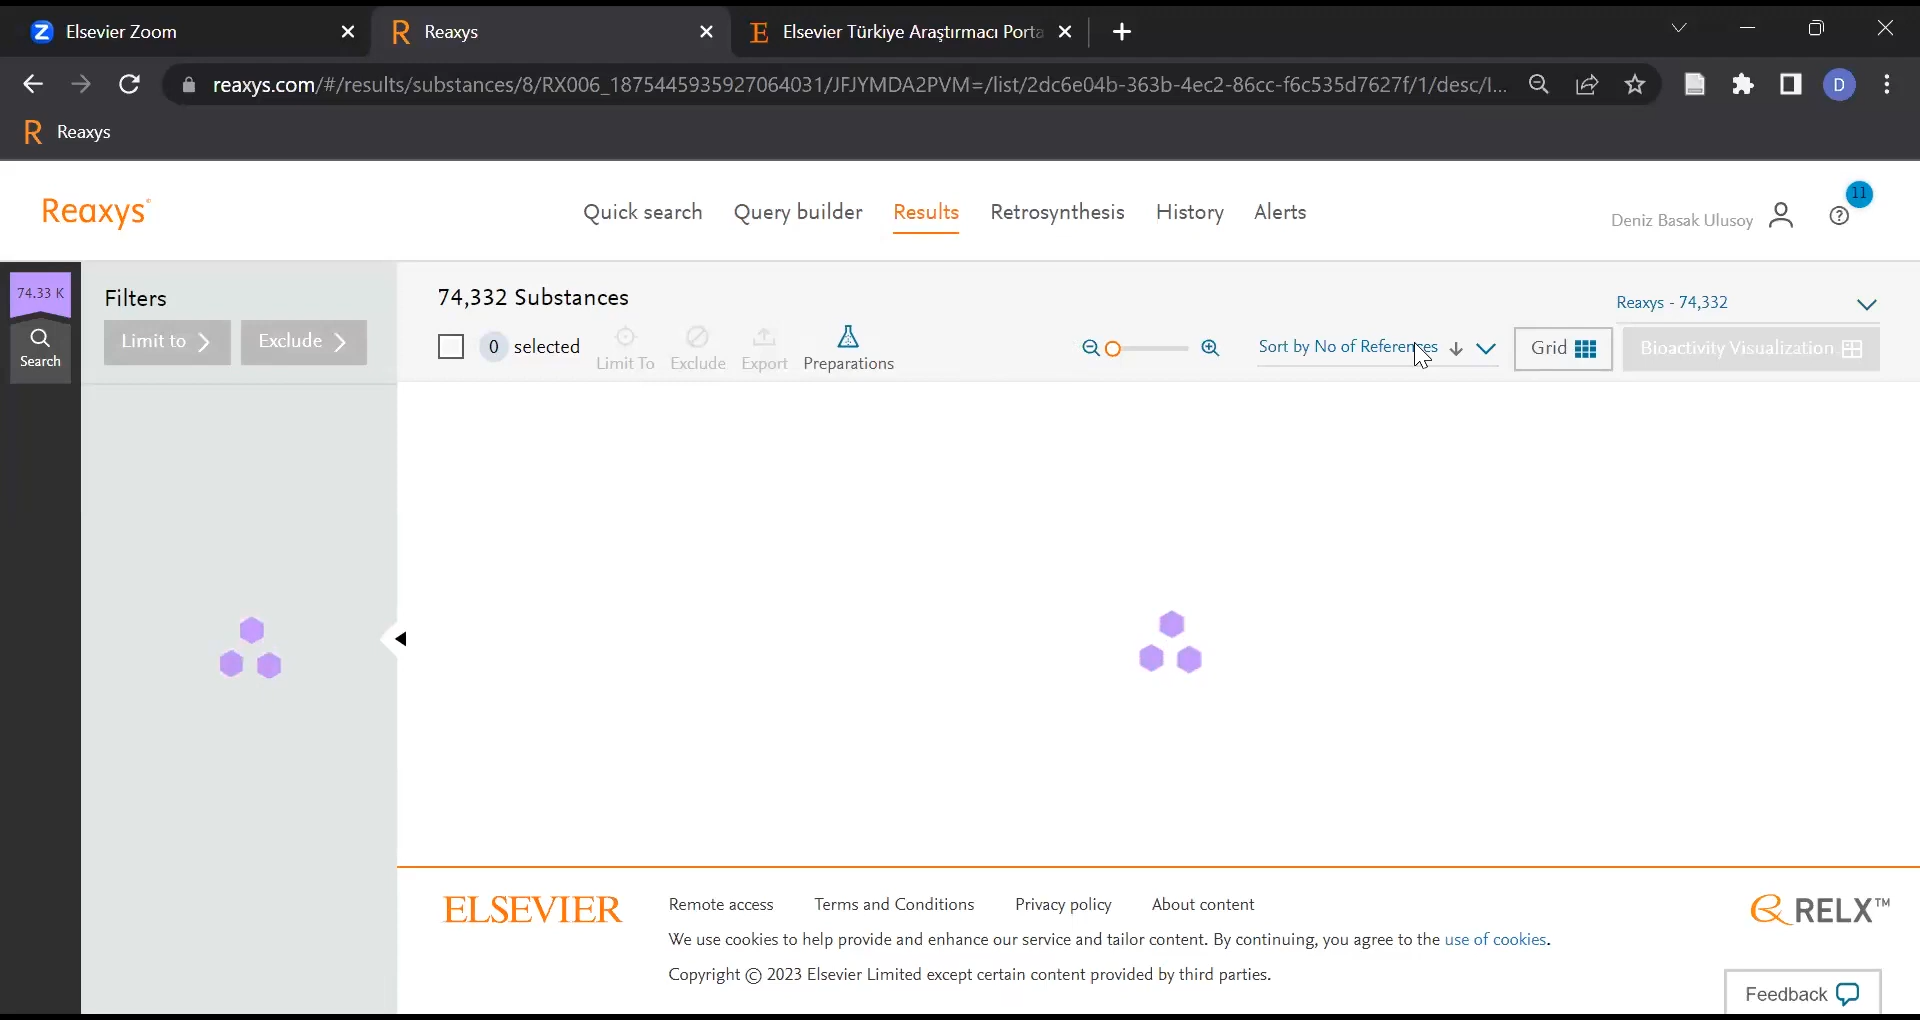 Elsevier Zoom
Reaxys
Elsevier Türkiye Araştırmacı Porta
reaxys.com/#/results/substances/8/RX006_1875445935927064031/JFJYMDA2PVM=/list/2dc6e04b-363b-4ec2-86cc-f6c535d7627f/1/desc/I...
D
R Reaxys
Reaxys
Quick search
Query builder
Results
Retrosynthesis
History
Alerts
Deniz Basak Ulusoy
11
74.33 K
Search
Filters
Limit to
Exclude
74,332 Substances
Reaxys - 74,332
0 selected
Limit To
Exclude
Export
Preparations
Sort by No of References
Grid
Bioactivity Visualization
ELSEVIER
Remote access
Terms and Conditions
Privacy policy
About content
We use cookies to help provide and enhance our service and tailor content. By continuing, you agree to the use of cookies.
Copyright © 2023 Elsevier Limited except certain content provided by third parties.
RELX™
Feedback